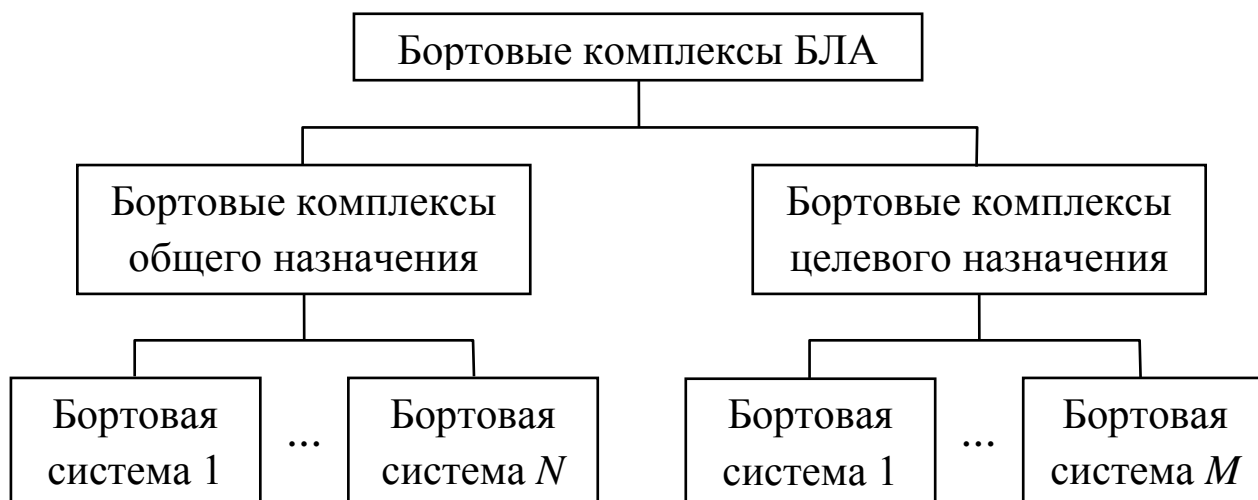 Бортовые комплексы БЛА
Бортовые комплексы
общего назначения
Бортовые комплексы
целевого назначения
Бортовая
система 1
...
Бортовая
система N
Бортовая
система 1
...
Бортовая
система M